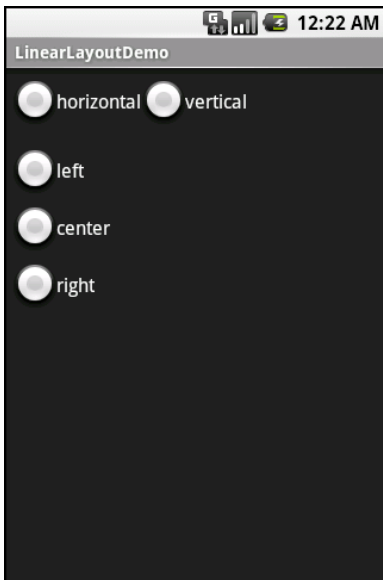 G 12:22 AM
LinearLayoutDemo
horizontal vertical
left
center
right